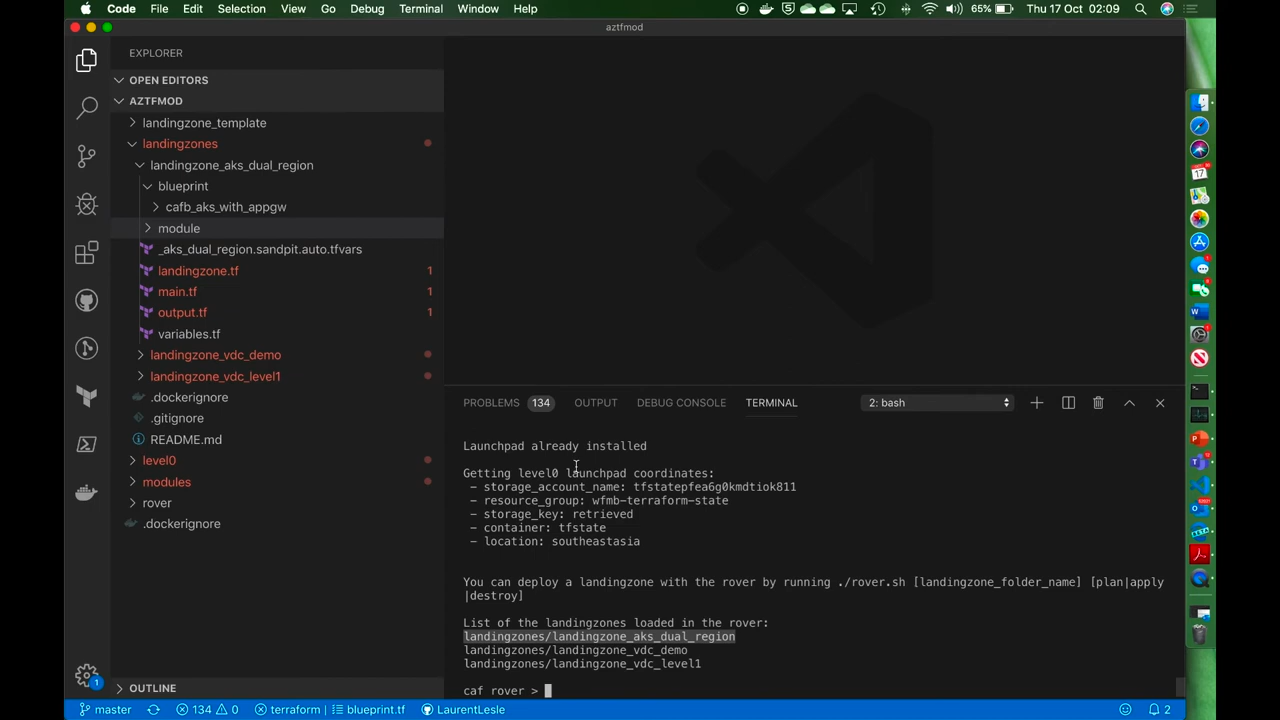 Code File Edit Selection View Go Debug Terminal Window Help 65% Thu 17 Oct 02:09
aztfmod
EXPLORER
OPEN EDITORS
AZTFMOD
landingzone_template
landingzones
landingzone_aks_dual_region
blueprint
cafb_aks_with_appgw
module
_aks_dual_region.sandpit.auto.tfvars
landingzone.tf 1
main.tf 1
output.tf 1
variables.tf
landingzone_vdc_demo
landingzone_vdc_level1
.dockerignore
.gitignore
README.md
level0
modules
rover
.dockerignore
OUTLINE
1
PROBLEMS 134 OUTPUT DEBUG CONSOLE TERMINAL 2: bash
Launchpad already installed
Getting level0 launchpad coordinates:
- storage_account_name: tfstatepfea6g0kmdtiok811
- resource_group: wfmb-terraform-state
- storage_key: retrieved
- container: tfstate
- location: southeastasia
You can deploy a landingzone with the rover by running ./rover.sh [landingzone_folder_name] [plan|apply
|destroy]
List of the landingzones loaded in the rover:
landingzones/landingzone_aks_dual_region
landingzones/landingzone_vdc_demo
landingzones/landingzone_vdc_level1
caf rover >
master 134 0 terraform | blueprint.tf LaurentLesle 2